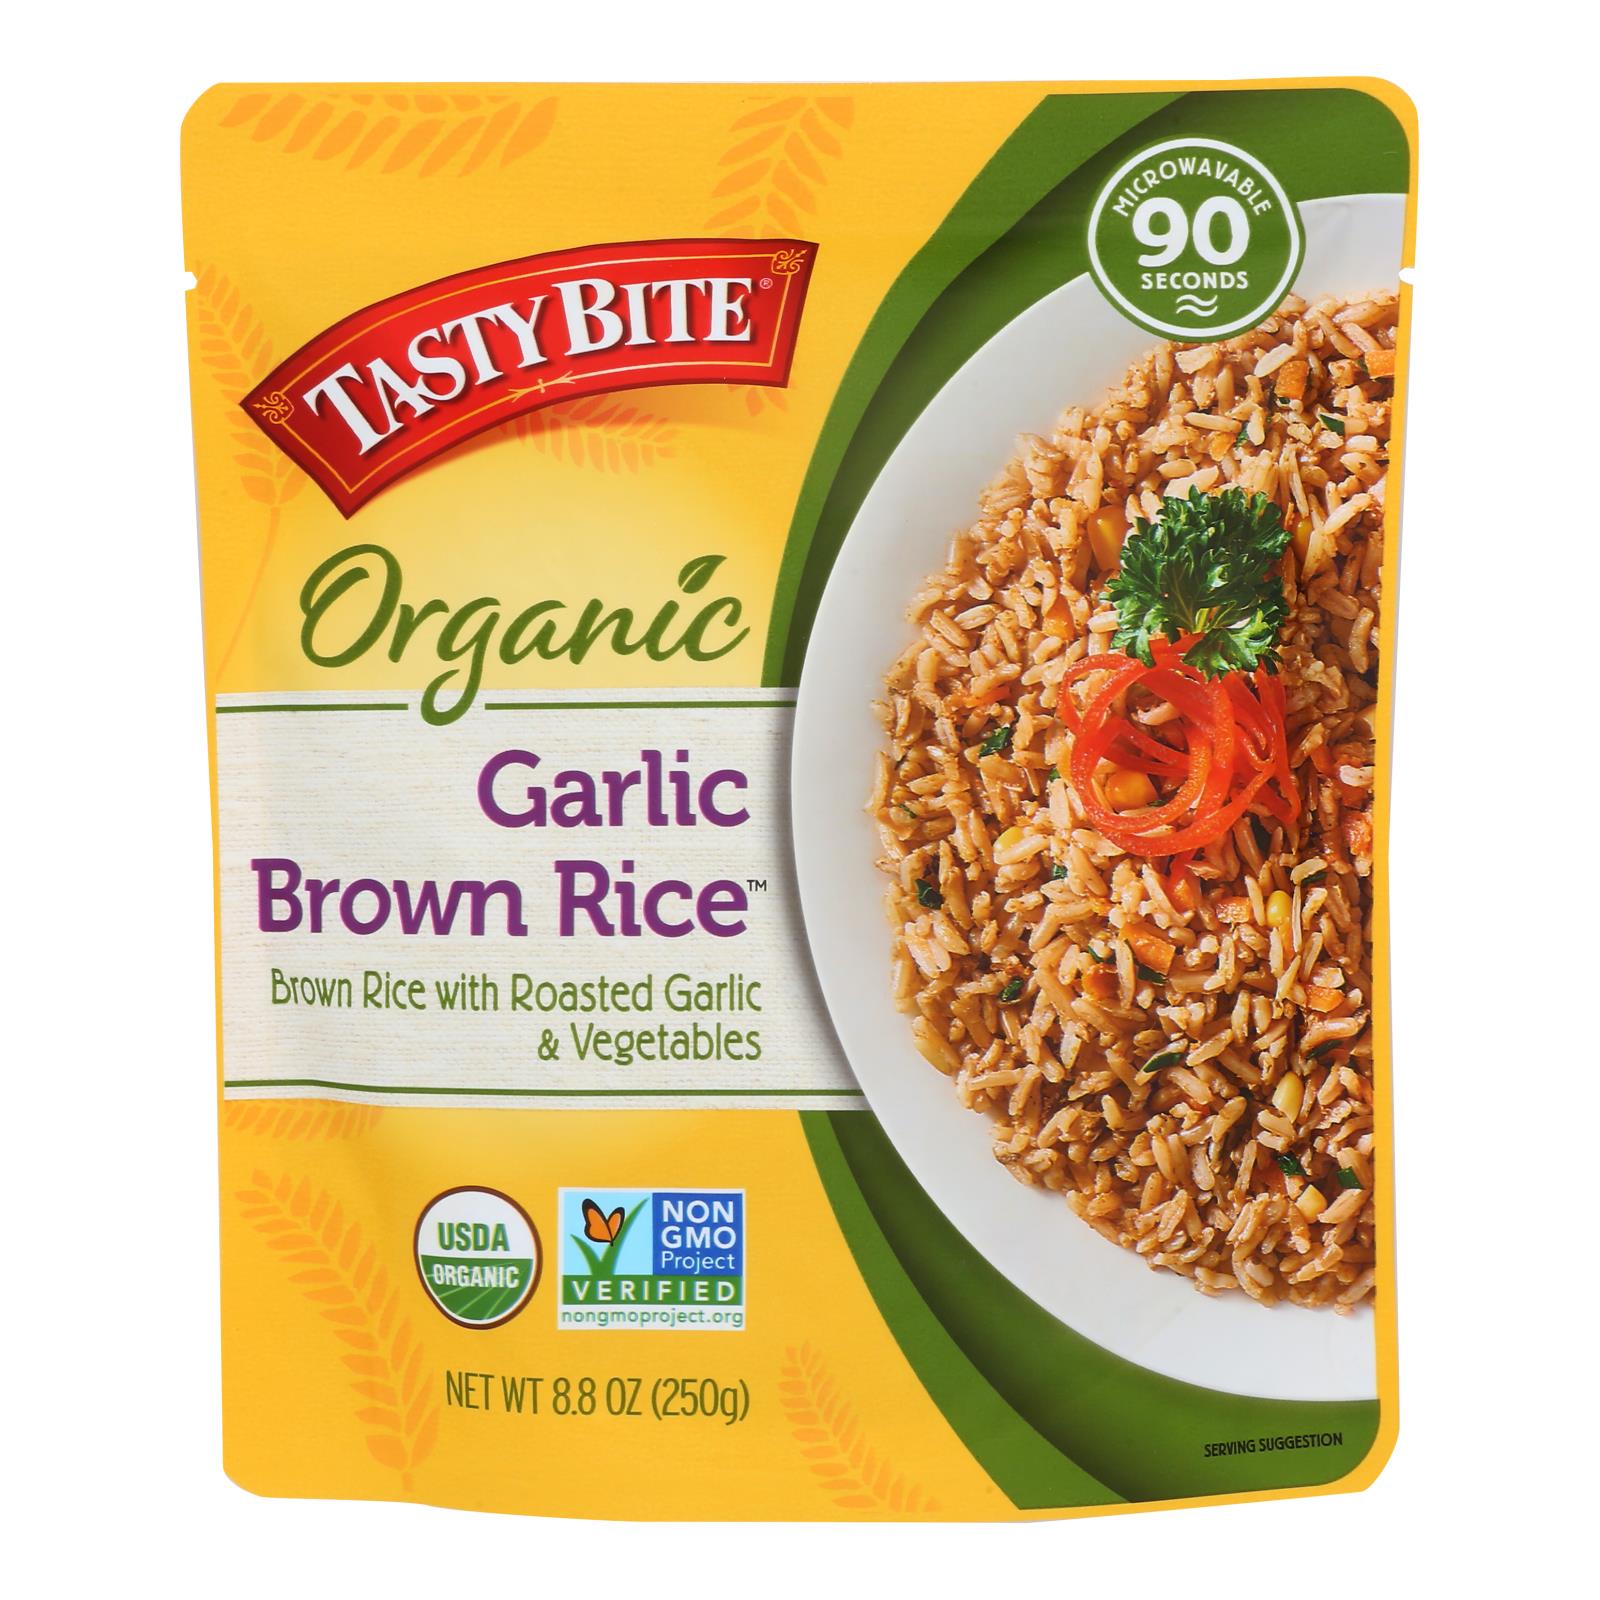 MICROWAVABLE
90
SECONDS
TASTY BITE®
Organic
Garlic
Brown Rice™
Brown Rice with Roasted Garlic
& Vegetables
USDA
ORGANIC
NON
GMO
Project
VERIFIED
nongmoproject.org
NET WT 8.8 OZ (250g)
SERVING SUGGESTION